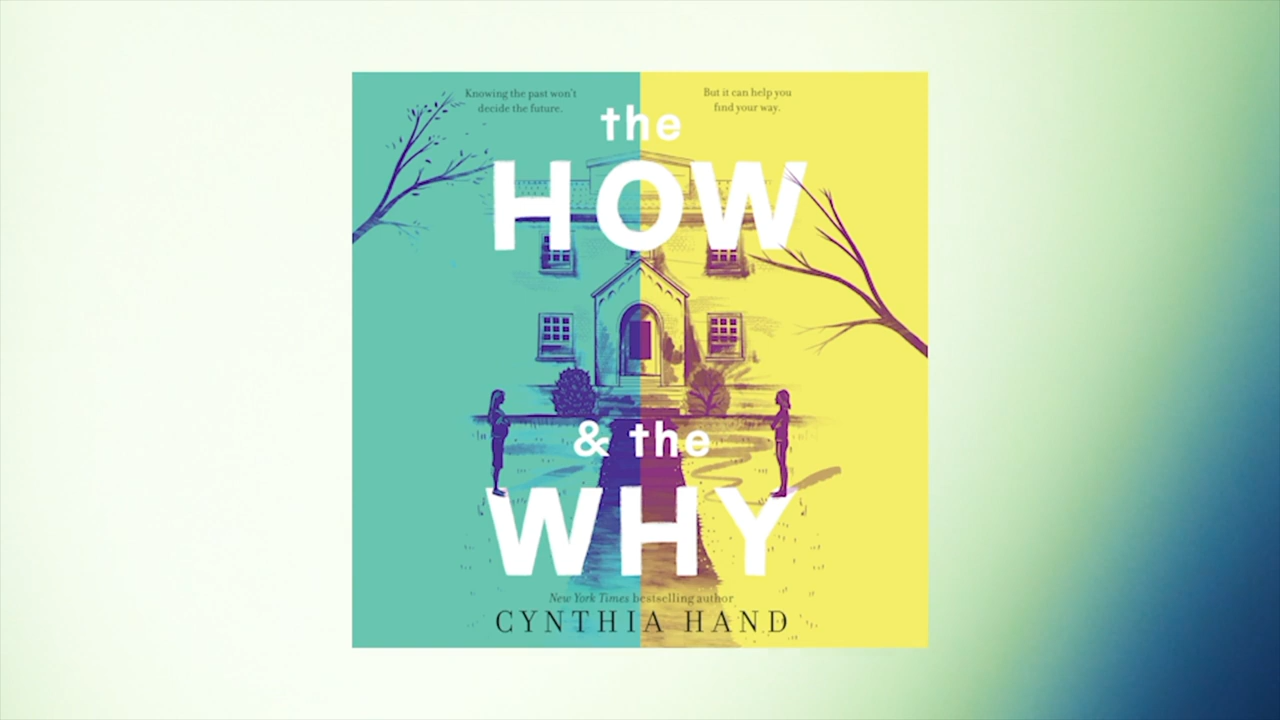 Knowing the past won't
decide the future.
But it can help you
find your way.
the
HOW
& the
WHY
New York Times bestselling author
CYNTHIA HAND